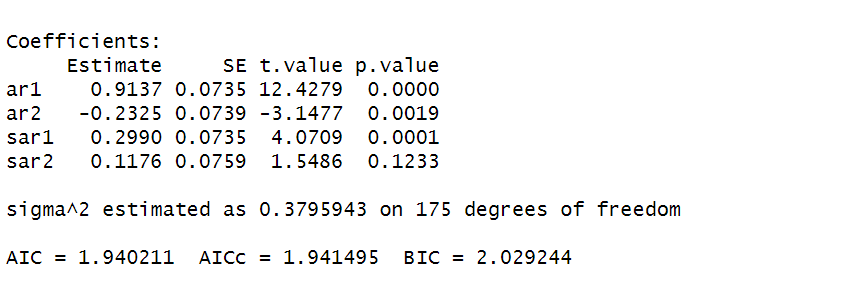 Coefficients:
     Estimate     SE t.value p.value
ar1    0.9137 0.0735 12.4279  0.0000
ar2   -0.2325 0.0739 -3.1477  0.0019
sar1   0.2990 0.0735  4.0709  0.0001
sar2   0.1176 0.0759  1.5486  0.1233
sigma^2 estimated as 0.3795943 on 175 degrees of freedom
AIC = 1.940211  AICc = 1.941495  BIC = 2.029244